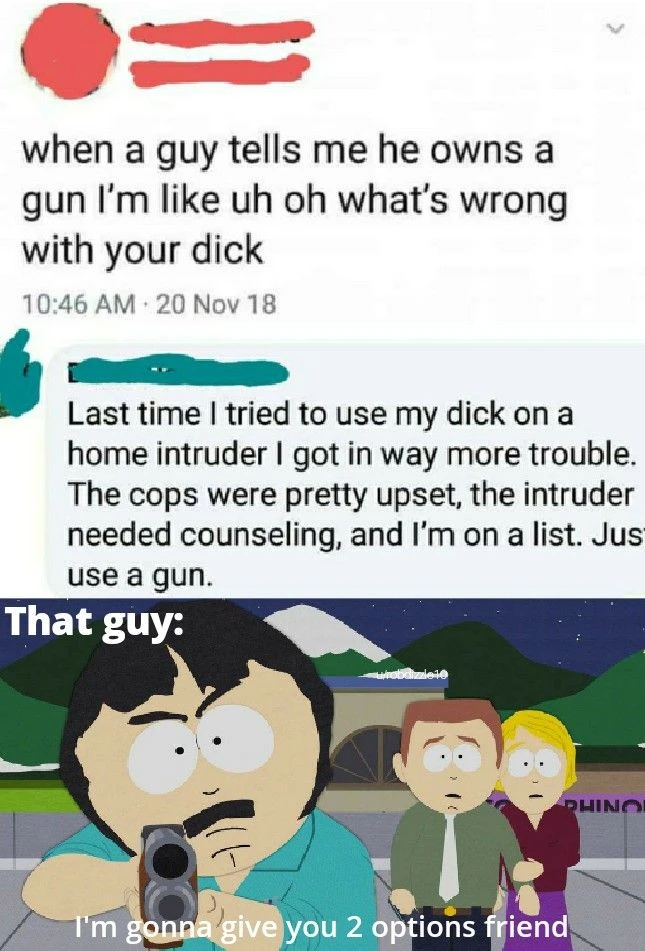 when a guy tells me he owns a
gun I'm like uh oh what's wrong
with your dick
10:46 AM · 20 Nov 18
Last time I tried to use my dick on a
home intruder I got in way more trouble.
The cops were pretty upset, the intruder
needed counseling, and I'm on a list. Jus
use a gun.
That guy:
PHINO
I'm gonna give you 2 options friend